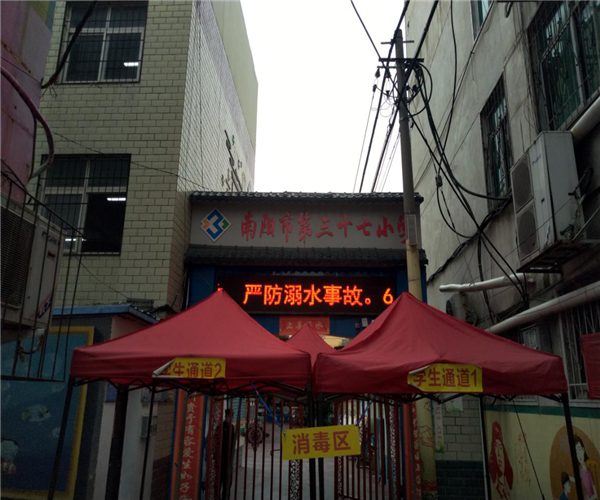 南阳市第三十七小学
严防溺水事故。6
学生通道2
学生通道1
消毒区